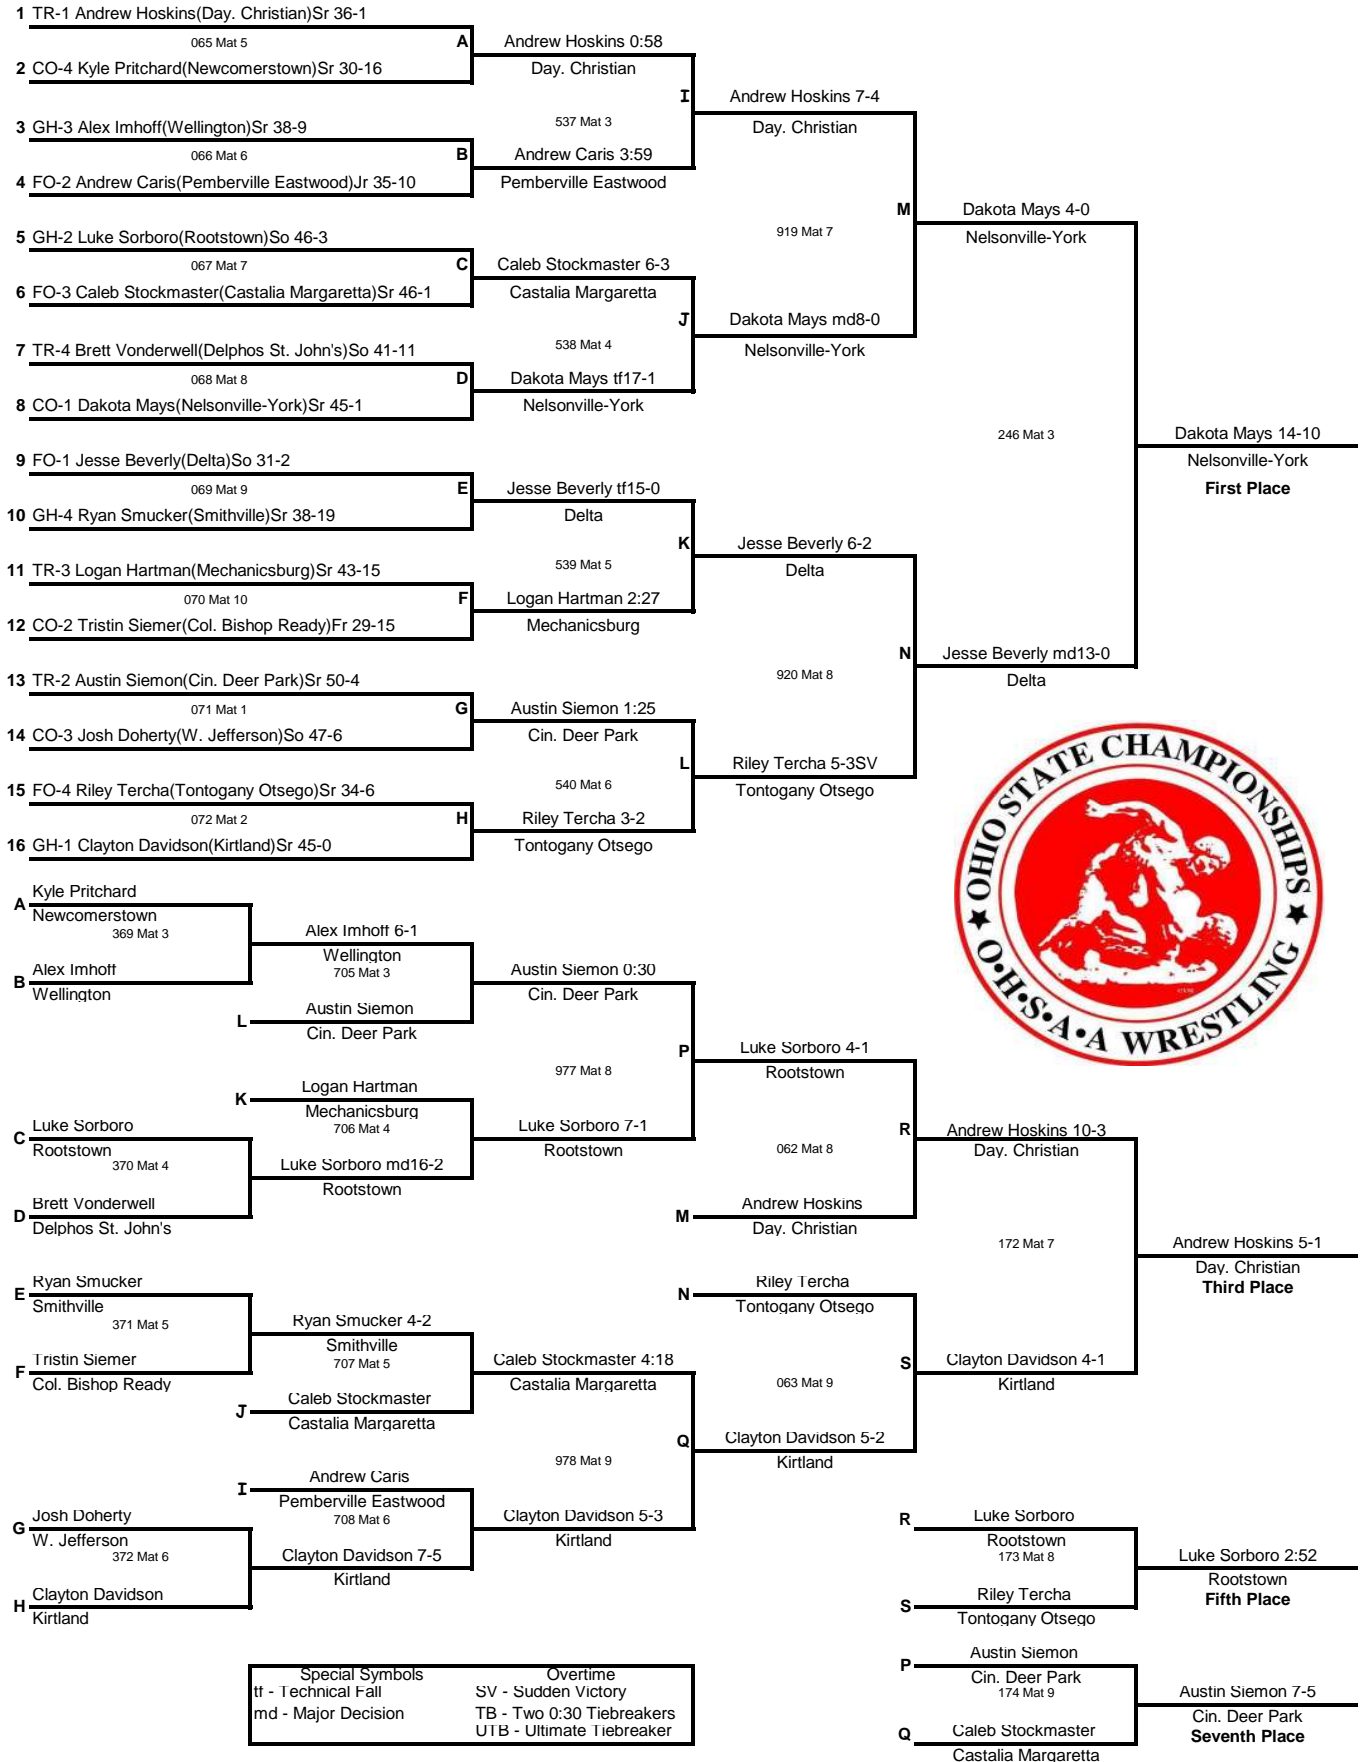 1 TR-1 Andrew Hoskins(Day. Christian)Sr 36-1
065 Mat 5
A
2 CO-4 Kyle Pritchard(Newcomerstown)Sr 30-16
Andrew Hoskins 0:58
Day. Christian
3 GH-3 Alex Imhoff(Wellington)Sr 38-9
066 Mat 6
B
4 FO-2 Andrew Caris(Pemberville Eastwood)Jr 35-10
537 Mat 3
I
Andrew Caris 3:59
Pemberville Eastwood
Andrew Hoskins 7-4
Day. Christian
5 GH-2 Luke Sorboro(Rootstown)So 46-3
067 Mat 7
C
6 FO-3 Caleb Stockmaster(Castalia Margaretta)Sr 46-1
Caleb Stockmaster 6-3
Castalia Margaretta
7 TR-4 Brett Vonderwell(Delphos St. John's)So 41-11
068 Mat 8
D
8 CO-1 Dakota Mays(Nelsonville-York)Sr 45-1
538 Mat 4
J
Dakota Mays tf17-1
Nelsonville-York
Dakota Mays md8-0
Nelsonville-York
919 Mat 7
M
Dakota Mays 4-0
Nelsonville-York
9 FO-1 Jesse Beverly(Delta)So 31-2
069 Mat 9
E
10 GH-4 Ryan Smucker(Smithville)Sr 38-19
Jesse Beverly tf15-0
Delta
11 TR-3 Logan Hartman(Mechanicsburg)Sr 43-15
070 Mat 10
F
12 CO-2 Tristin Siemer(Col. Bishop Ready)Fr 29-15
539 Mat 5
K
Logan Hartman 2:27
Mechanicsburg
Jesse Beverly 6-2
Delta
13 TR-2 Austin Siemon(Cin. Deer Park)Sr 50-4
071 Mat 1
G
14 CO-3 Josh Doherty(W. Jefferson)So 47-6
Austin Siemon 1:25
Cin. Deer Park
15 FO-4 Riley Tercha(Tontogany Otsego)Sr 34-6
072 Mat 2
H
16 GH-1 Clayton Davidson(Kirtland)Sr 45-0
540 Mat 6
L
Riley Tercha 3-2
Tontogany Otsego
Riley Tercha 5-3SV
Tontogany Otsego
920 Mat 8
N
Jesse Beverly md13-0
Delta
246 Mat 3
Dakota Mays 14-10
Nelsonville-York
First Place
OHIO STATE CHAMPIONSHIPS
O·H·S·A·A WRESTLING
A Kyle Pritchard
Newcomerstown
369 Mat 3
B Alex Imhoff
Wellington
Alex Imhoff 6-1
Wellington
705 Mat 3
L Austin Siemon
Cin. Deer Park
Austin Siemon 0:30
Cin. Deer Park
K Logan Hartman
Mechanicsburg
706 Mat 4
C Luke Sorboro
Rootstown
370 Mat 4
D Brett Vonderwell
Delphos St. John's
Luke Sorboro md16-2
Rootstown
Luke Sorboro 7-1
Rootstown
977 Mat 8
P
Luke Sorboro 4-1
Rootstown
062 Mat 8
R
M Andrew Hoskins
Day. Christian
Andrew Hoskins 10-3
Day. Christian
E Ryan Smucker
Smithville
371 Mat 5
F Tristin Siemer
Col. Bishop Ready
Ryan Smucker 4-2
Smithville
707 Mat 5
J Caleb Stockmaster
Castalia Margaretta
Caleb Stockmaster 4:18
Castalia Margaretta
I Andrew Caris
Pemberville Eastwood
708 Mat 6
G Josh Doherty
W. Jefferson
372 Mat 6
H Clayton Davidson
Kirtland
Clayton Davidson 7-5
Kirtland
Clayton Davidson 5-3
Kirtland
978 Mat 9
Q
Clayton Davidson 5-2
Kirtland
N Riley Tercha
Tontogany Otsego
063 Mat 9
S
Clayton Davidson 4-1
Kirtland
172 Mat 7
Andrew Hoskins 5-1
Day. Christian
Third Place
R Luke Sorboro
Rootstown
173 Mat 8
S Riley Tercha
Tontogany Otsego
Luke Sorboro 2:52
Rootstown
Fifth Place
P Austin Siemon
Cin. Deer Park
174 Mat 9
Q Caleb Stockmaster
Castalia Margaretta
Austin Siemon 7-5
Cin. Deer Park
Seventh Place
Special Symbols Overtime
tf - Technical Fall SV - Sudden Victory
md - Major Decision TB - Two 0:30 Tiebreakers
UTB - Ultimate Tiebreaker